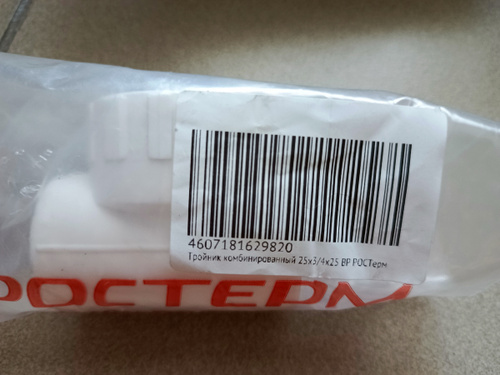 4607181629820
Тройник комбинированный 25х3/4х25 ВР РОСТерм
РОСТЕРМ